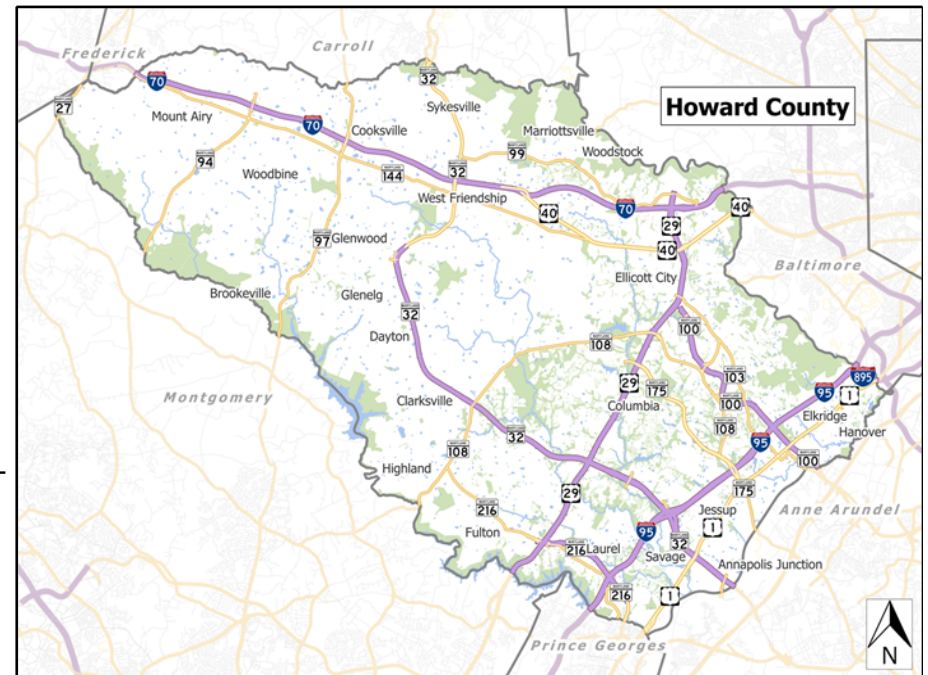 Frederick
Carroll
70
32
27
Sykesville
Howard County
Mount Airy
70
Cooksville
Marriottsville
94
99
Woodstock
Woodbine
144
32
West Friendship
40
70
40
29
97
Glenwood
40
Ellicott City
Baltimore
Brookeville
Glenelg
32
100
Dayton
108
895
103
95
29
175
1
Montgomery
Clarksville
Columbia
100
Elkridge
32
108
Hanover
108
95
100
Highland
29
175
216
Jessup
Anne Arundel
Fulton
95
1
216
Laurel
Savage
32
Annapolis Junction
216
1
Prince Georges
N